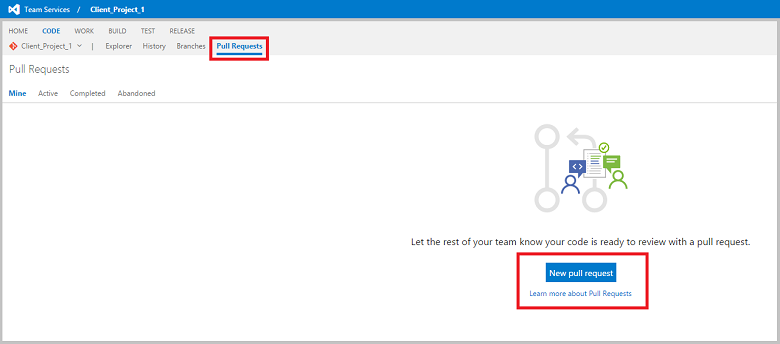 Team Services / Client_Project_1
HOME CODE WORK BUILD TEST RELEASE
Client_Project_1 | Explorer History Branches Pull Requests
Pull Requests
Mine Active Completed Abandoned
Let the rest of your team know your code is ready to review with a pull request.
New pull request
Learn more about Pull Requests